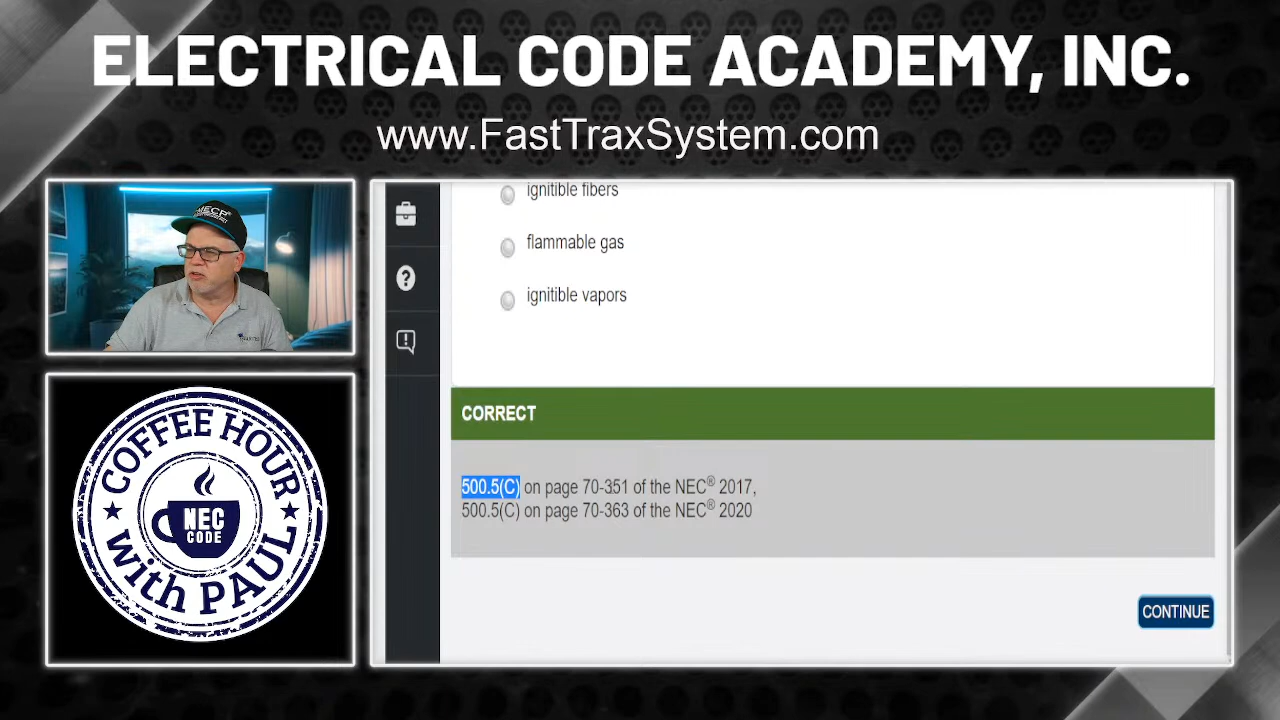 ELECTRICAL CODE ACADEMY, INC.
www.FastTraxSystem.com
NECP®
COFFEE HOUR
NEC
CODE
with PAUL
ignitible fibers
flammable gas
ignitible vapors
CORRECT
500.5(C) on page 70-351 of the NEC® 2017,
500.5(C) on page 70-363 of the NEC® 2020
CONTINUE